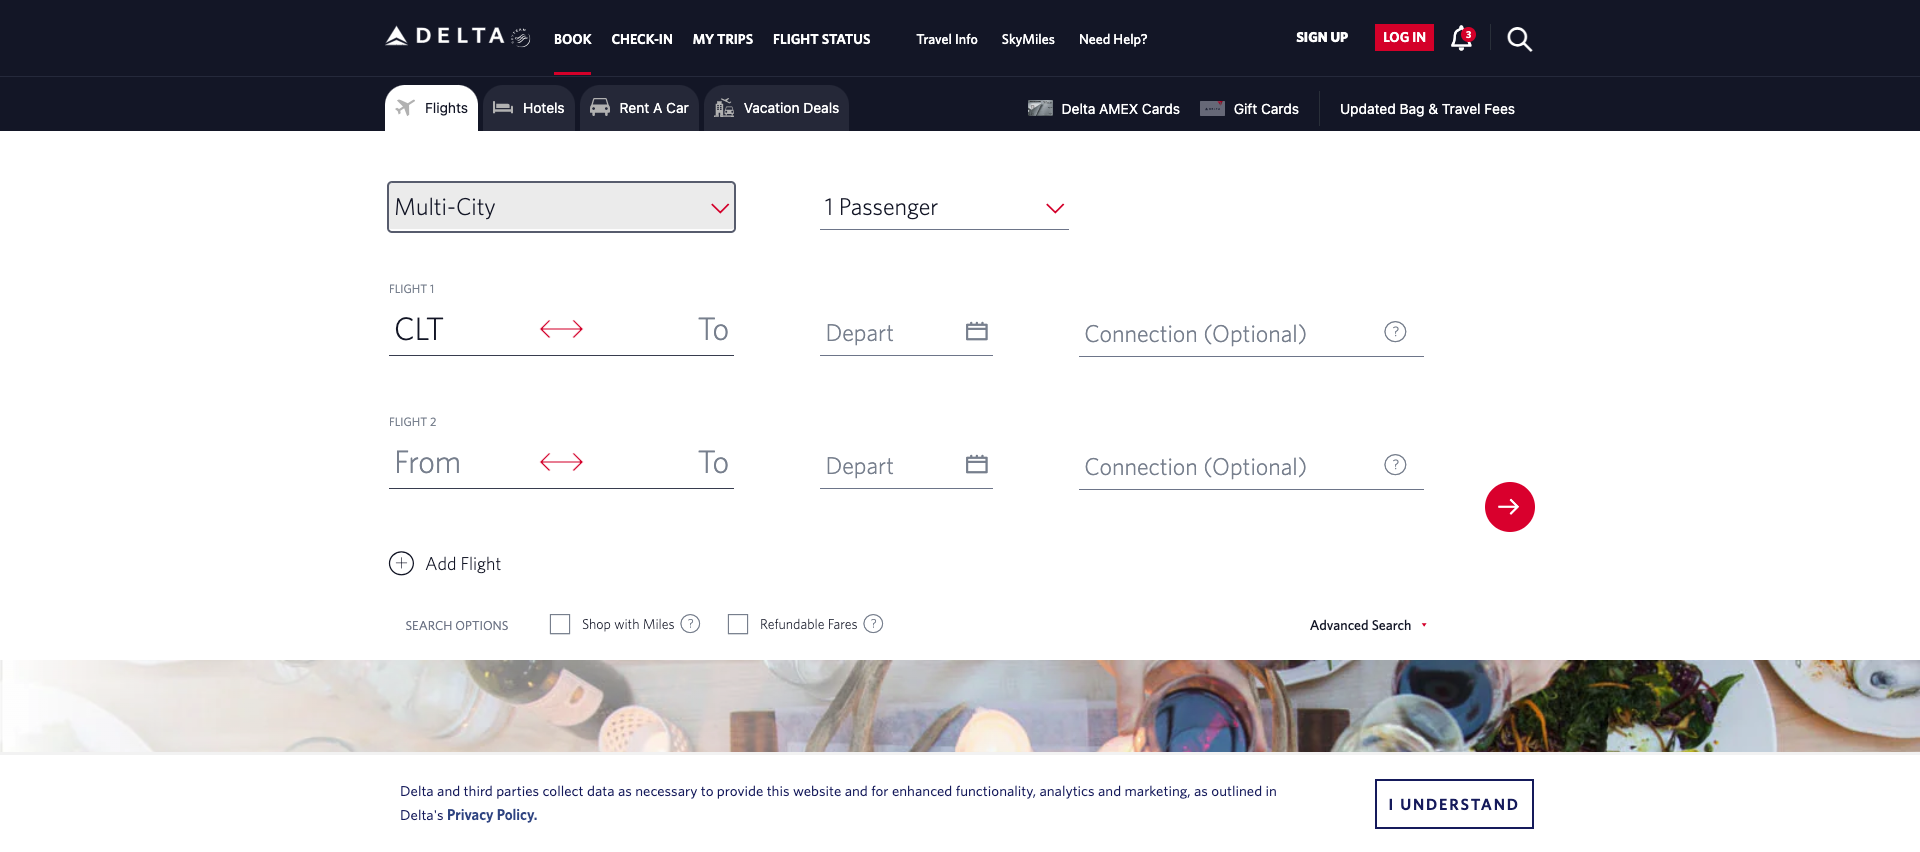 DELTA
BOOK CHECK-IN MY TRIPS FLIGHT STATUS Travel Info SkyMiles Need Help? SIGN UP LOG IN 3
Flights Hotels Rent A Car Vacation Deals Delta AMEX Cards Gift Cards Updated Bag & Travel Fees
Multi-City 1 Passenger
FLIGHT 1
CLT To Depart Connection (Optional) ?
FLIGHT 2
From To Depart Connection (Optional) ?
Add Flight
SEARCH OPTIONS Shop with Miles ? Refundable Fares ? Advanced Search
Delta and third parties collect data as necessary to provide this website and for enhanced functionality, analytics and marketing, as outlined in
Delta's Privacy Policy.
I UNDERSTAND